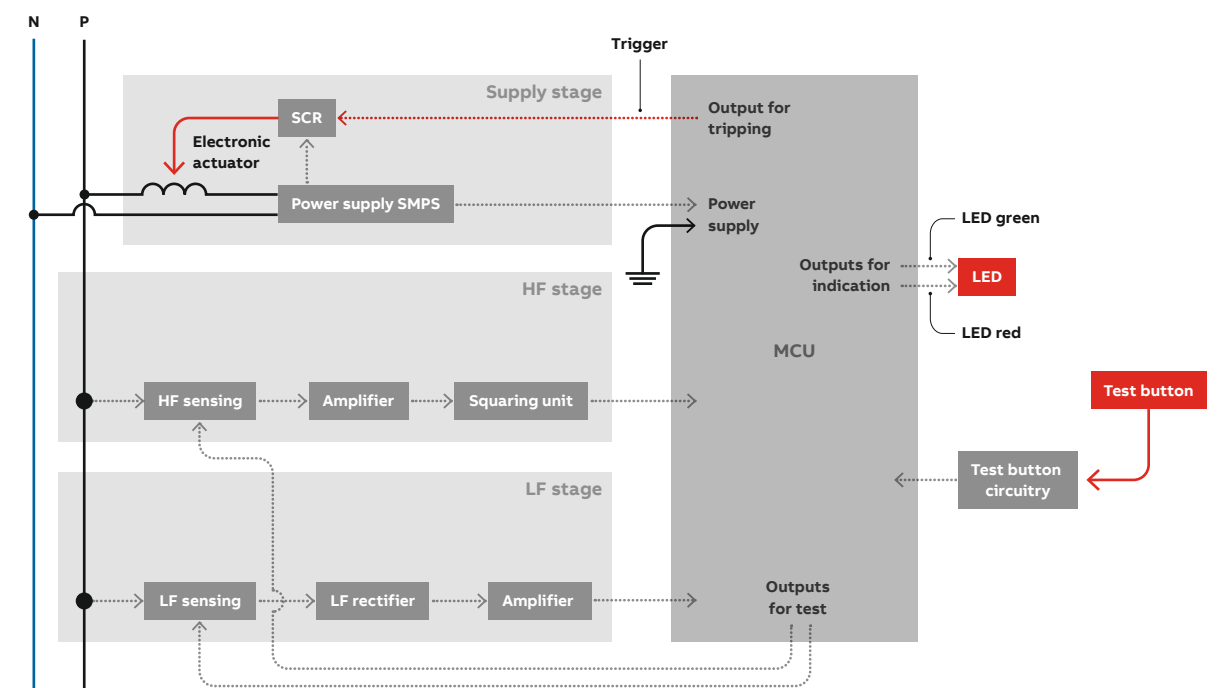 N P
Trigger
Supply stage
SCR
Output for
tripping
Electronic
actuator
Power supply SMPS
Power
supply
LED green
Outputs for
indication
LED
LED red
HF stage
MCU
HF sensing
Amplifier
Squaring unit
Test button
Test button
circuitry
LF stage
LF sensing
LF rectifier
Amplifier
Outputs
for test